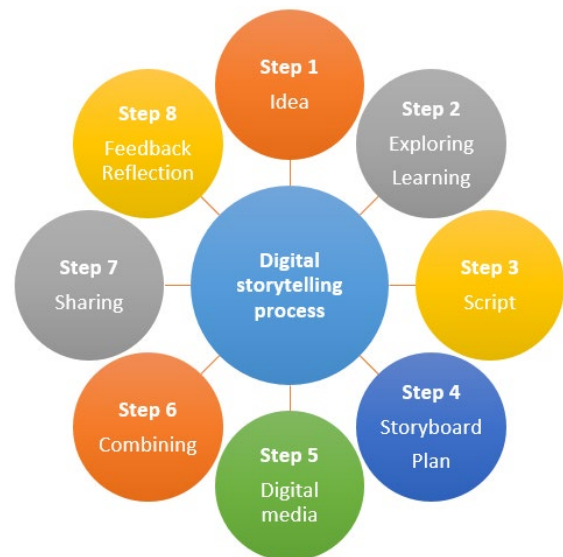 Step 1
Idea
Step 2
Exploring
Learning
Step 3
Script
Step 4
Storyboard
Plan
Step 5
Digital
media
Step 6
Combining
Step 7
Sharing
Step 8
Feedback
Reflection
Digital
storytelling
process